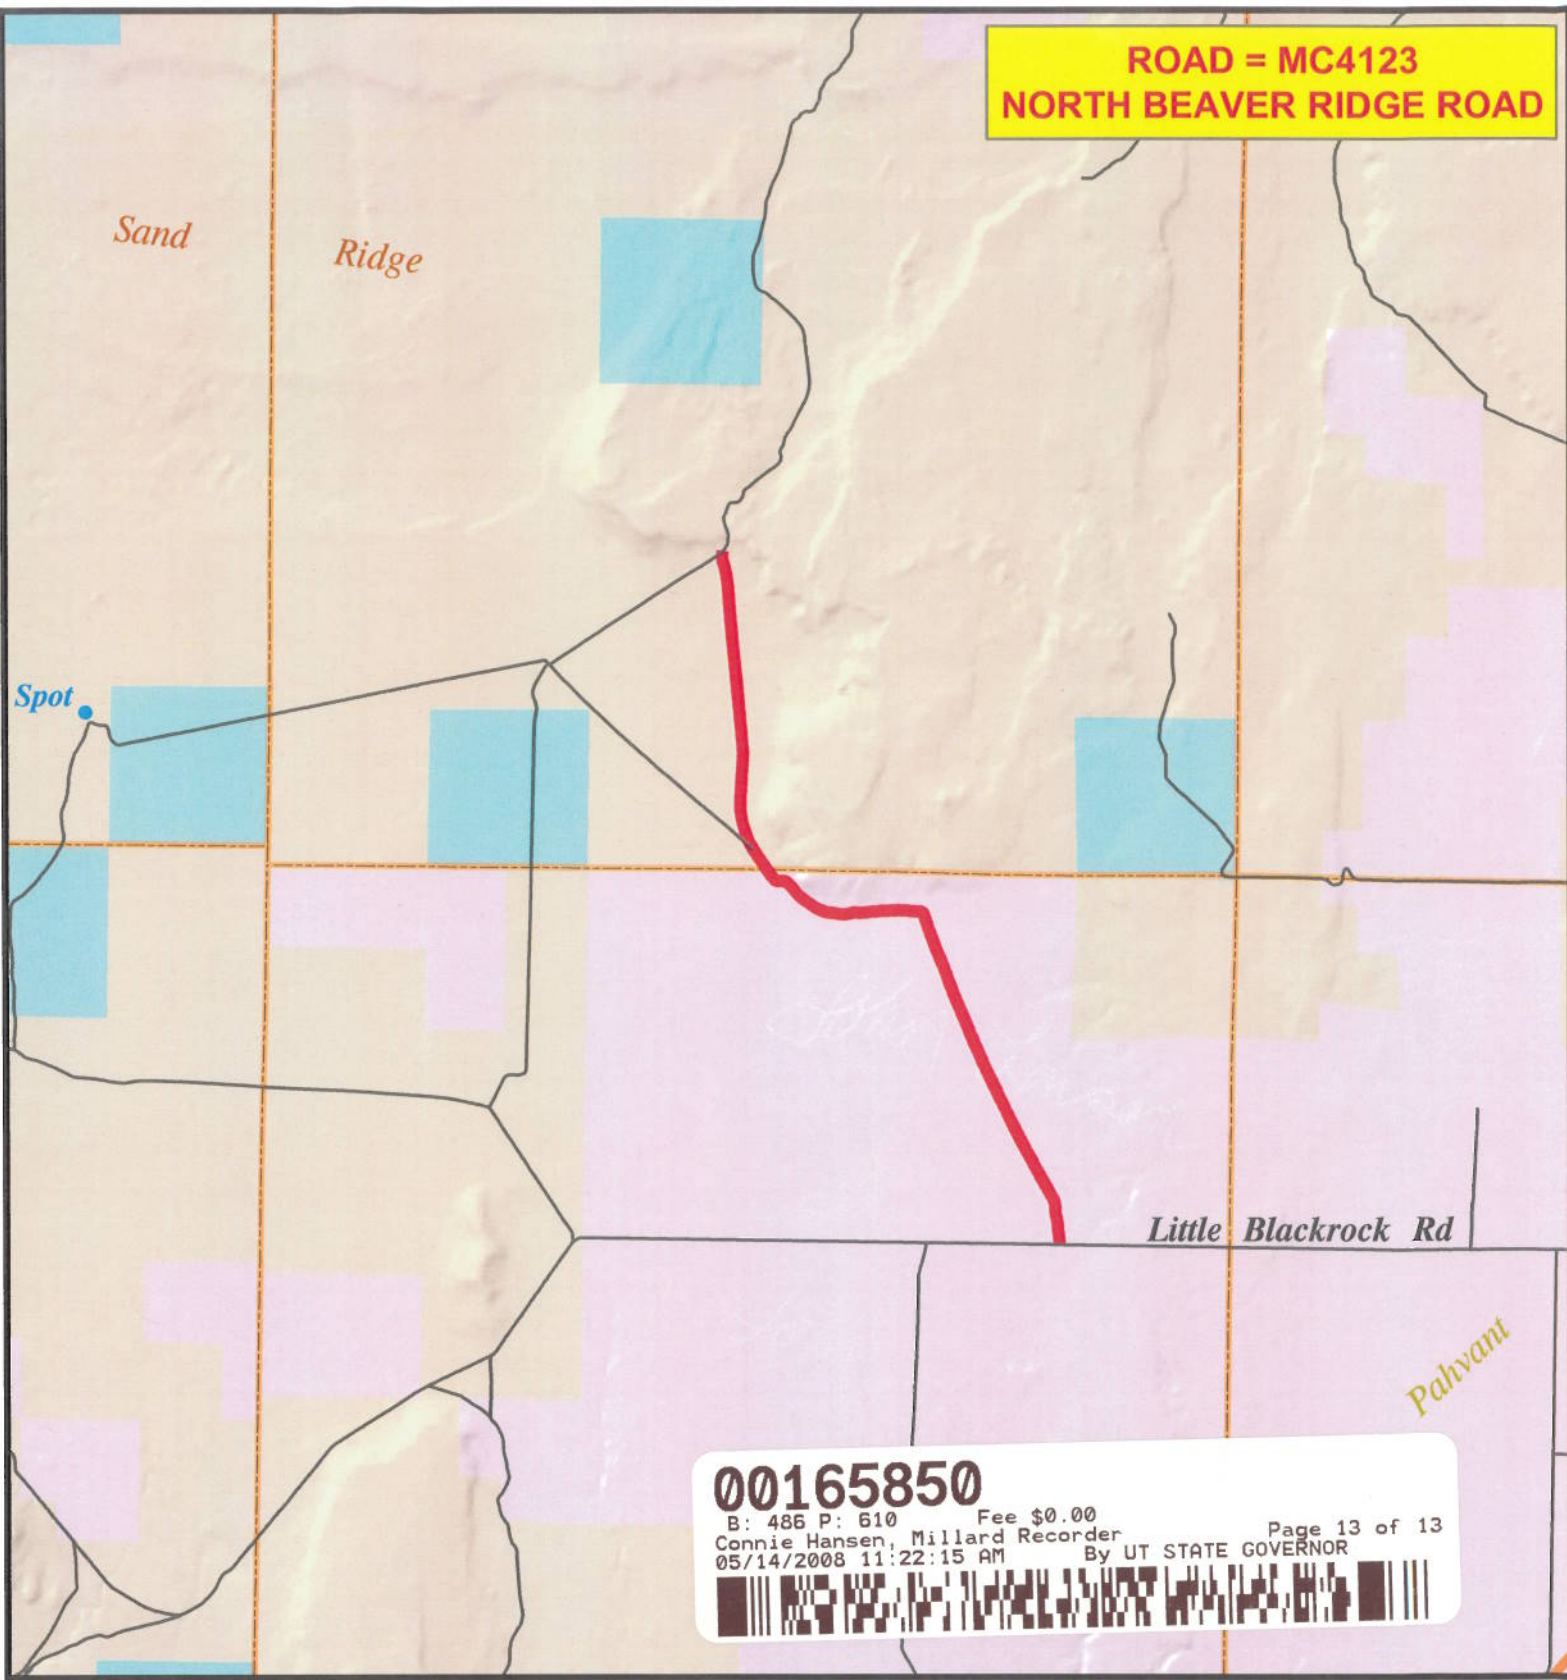 ROAD = MC4123
NORTH BEAVER RIDGE ROAD
Sand Ridge
Spot
Little Blackrock Rd
Pahvant
00165850
B: 486 P: 610 Fee $0.00
Connie Hansen, Millard Recorder Page 13 of 13
05/14/2008 11:22:15 AM By UT STATE GOVERNOR